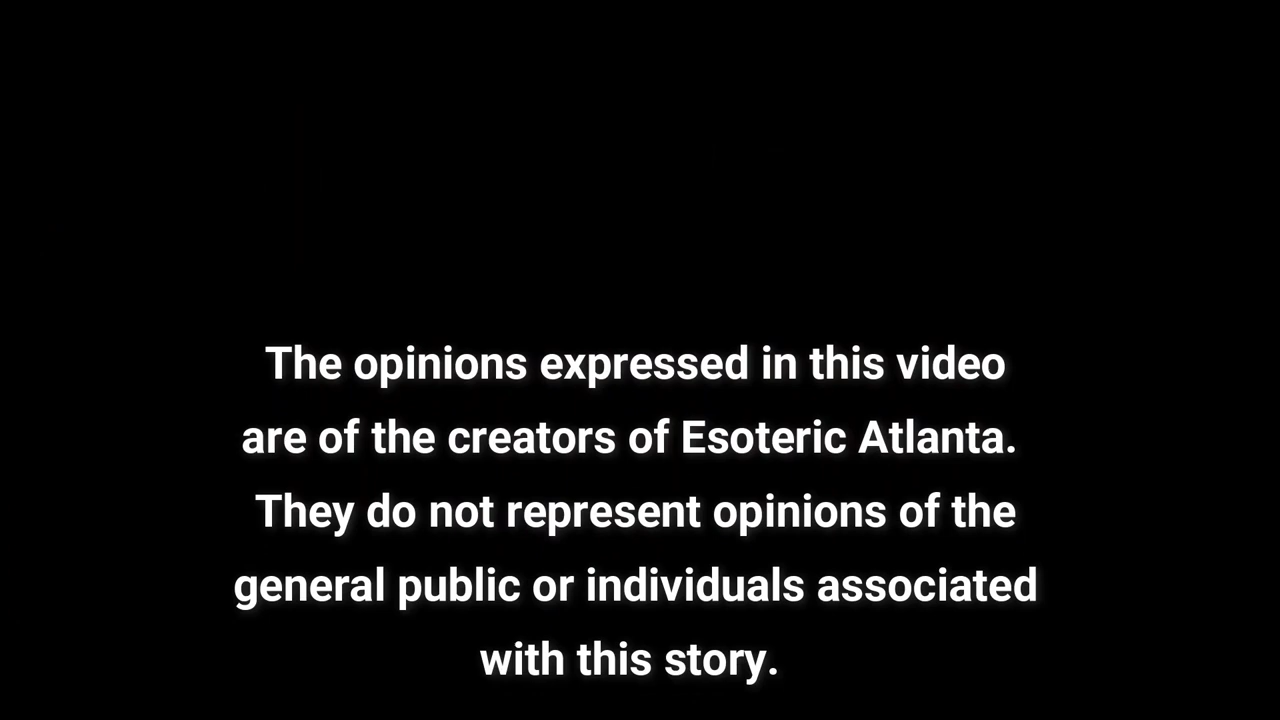 The opinions expressed in this video
are of the creators of Esoteric Atlanta.
They do not represent opinions of the
general public or individuals associated
with this story.